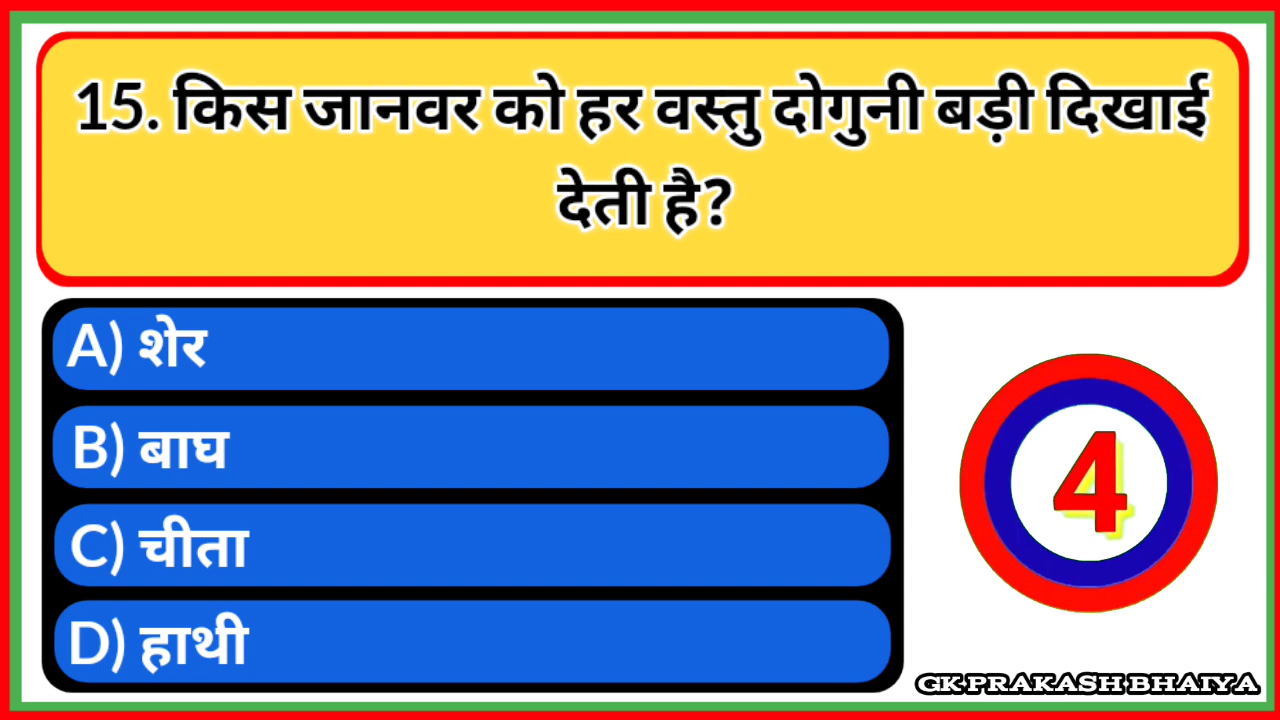 15. किस जानवर को हर वस्तु दोगुनी बड़ी दिखाई
देती है?
A) शेर
B) बाघ
C) चीता
D) हाथी
4
GK PRAKASH BHAIYA